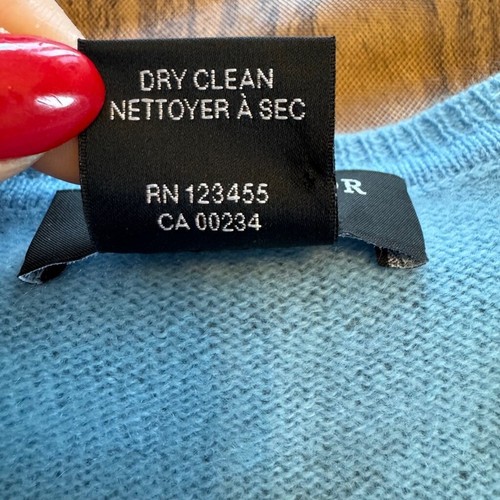 DRY CLEAN
NETTOYER À SEC
RN 123455
CA 00234